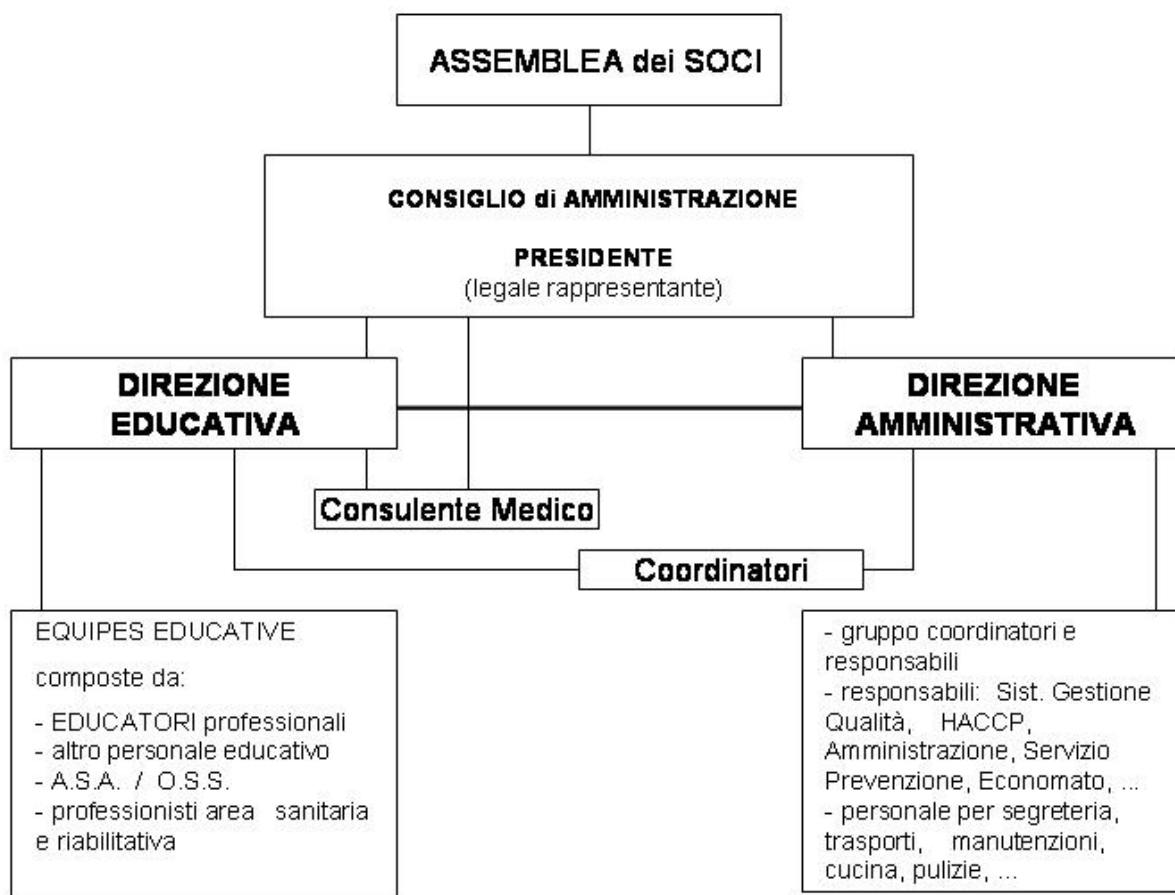 ASSEMBLEA dei SOCI
CONSIGLIO di AMMINISTRAZIONE
PRESIDENTE
(legale rappresentante)
DIREZIONE
EDUCATIVA
DIREZIONE
AMMINISTRATIVA
Consulente Medico
Coordinatori
EQUIPES EDUCATIVE
composte da:
- EDUCATORI professionali
- altro personale educativo
- A.S.A. / O.S.S.
- professionisti area sanitaria
e riabilitativa
- gruppo coordinatori e
responsabili
- responsabili: Sist. Gestione
Qualità, HACCP,
Amministrazione, Servizio
Prevenzione, Economato, ...
- personale per segreteria,
trasporti, manutenzioni,
cucina, pulizie, ...